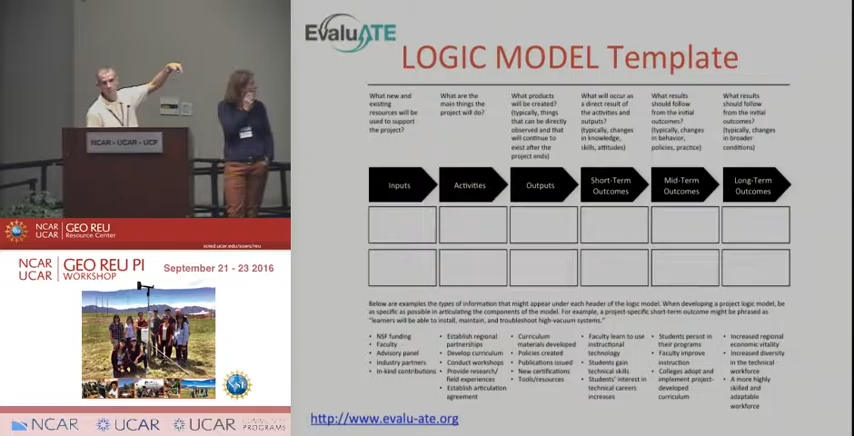 NCAR • UCAR • UCP
NCAR
UCAR
GEO REU
Resource Center
scied.ucar.edu/soars/reu
NCAR
UCAR
GEO REU PI
WORKSHOP
September 21 - 23 2016
NCAR
UCAR
UCAR
COMMUNITY
PROGRAMS
EvaluATE
LOGIC MODEL Template
What new and
existing
resources will be
used to support
the project?
What are the
main things the
project will do?
What products
will be created?
(typically, things
that can be directly
observed and that
will continue to
exist after the
project ends)
What will occur as
a direct result of
the activities and
outputs?
(typically, changes
in knowledge,
skills, attitudes)
What results
should follow
from the initial
outcomes?
(typically, changes
in behavior,
policies, practice)
What results
should follow
from the initial
outcomes?
(typically, changes
in broader
conditions)
Inputs
Activities
Outputs
Short-Term
Outcomes
Mid-Term
Outcomes
Long-Term
Outcomes
Below are examples the types of information that might appear under each header of the logic model. When developing a project logic model, be
as specific as possible in articulating the components of the model. For example, a project-specific short-term outcome might be phrased as
"learners will be able to install, maintain, and troubleshoot high-vacuum systems."
• NSF funding
• Faculty
• Advisory panel
• Industry partners
• In-kind contributions
• Establish regional
partnerships
• Develop curriculum
• Conduct workshops
• Provide research/
field experiences
• Establish articulation
agreement
• Curriculum
materials developed
• Policies created
• Publications issued
• New certifications
• Tools/resources
• Faculty learn to use
instructional
technology
• Students gain
technical skills
• Students' interest in
technical careers
increases
• Students persist in
their programs
• Faculty improve
instruction
• Colleges adopt and
implement project-
developed
curriculum
• Increased regional
economic vitality
• Increased diversity
in the technical
workforce
• A more highly
skilled and
adaptable
workforce
http://www.evalu-ate.org